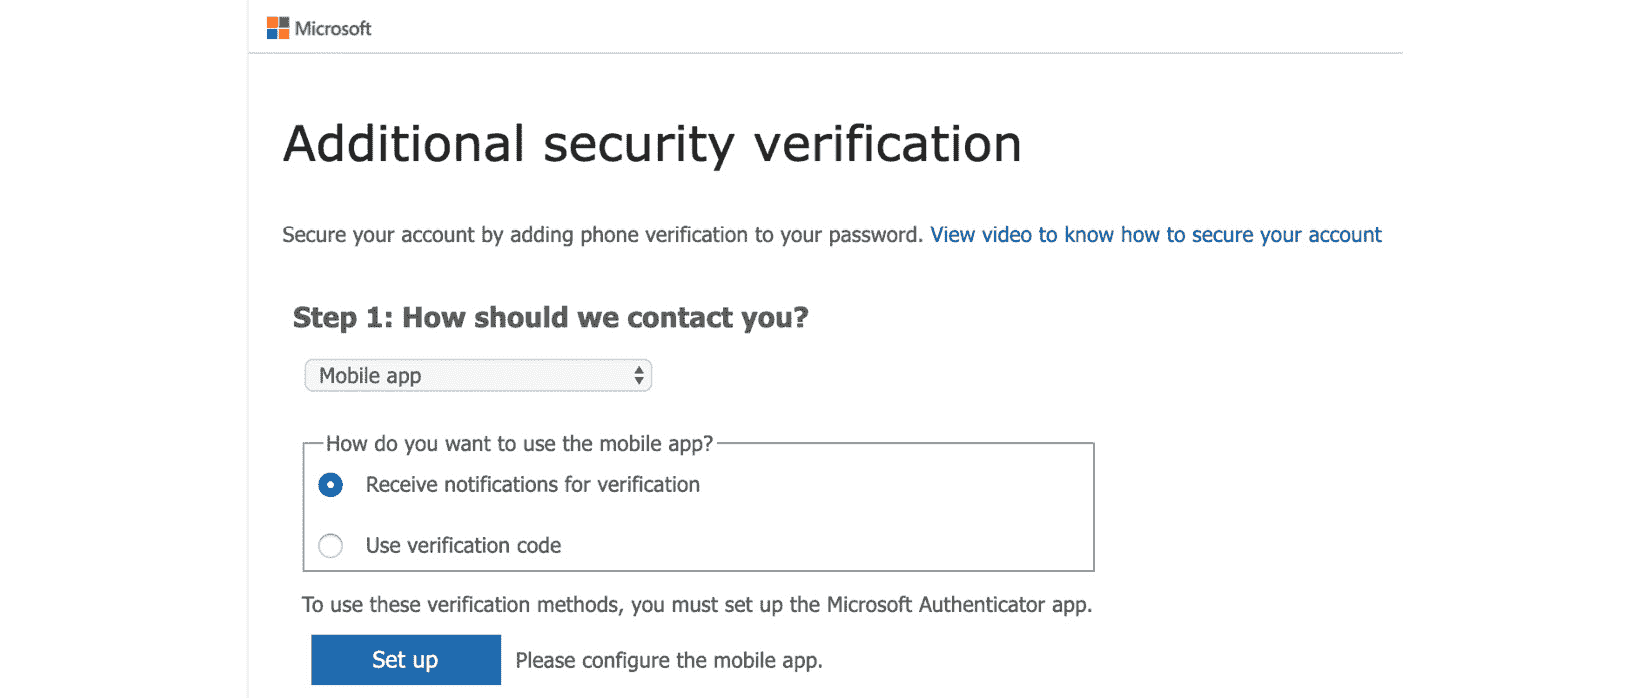 Microsoft
Additional security verification
Secure your account by adding phone verification to your password. View video to know how to secure your account
Step 1: How should we contact you?
Mobile app
How do you want to use the mobile app?
Receive notifications for verification
Use verification code
To use these verification methods, you must set up the Microsoft Authenticator app.
Set up Please configure the mobile app.